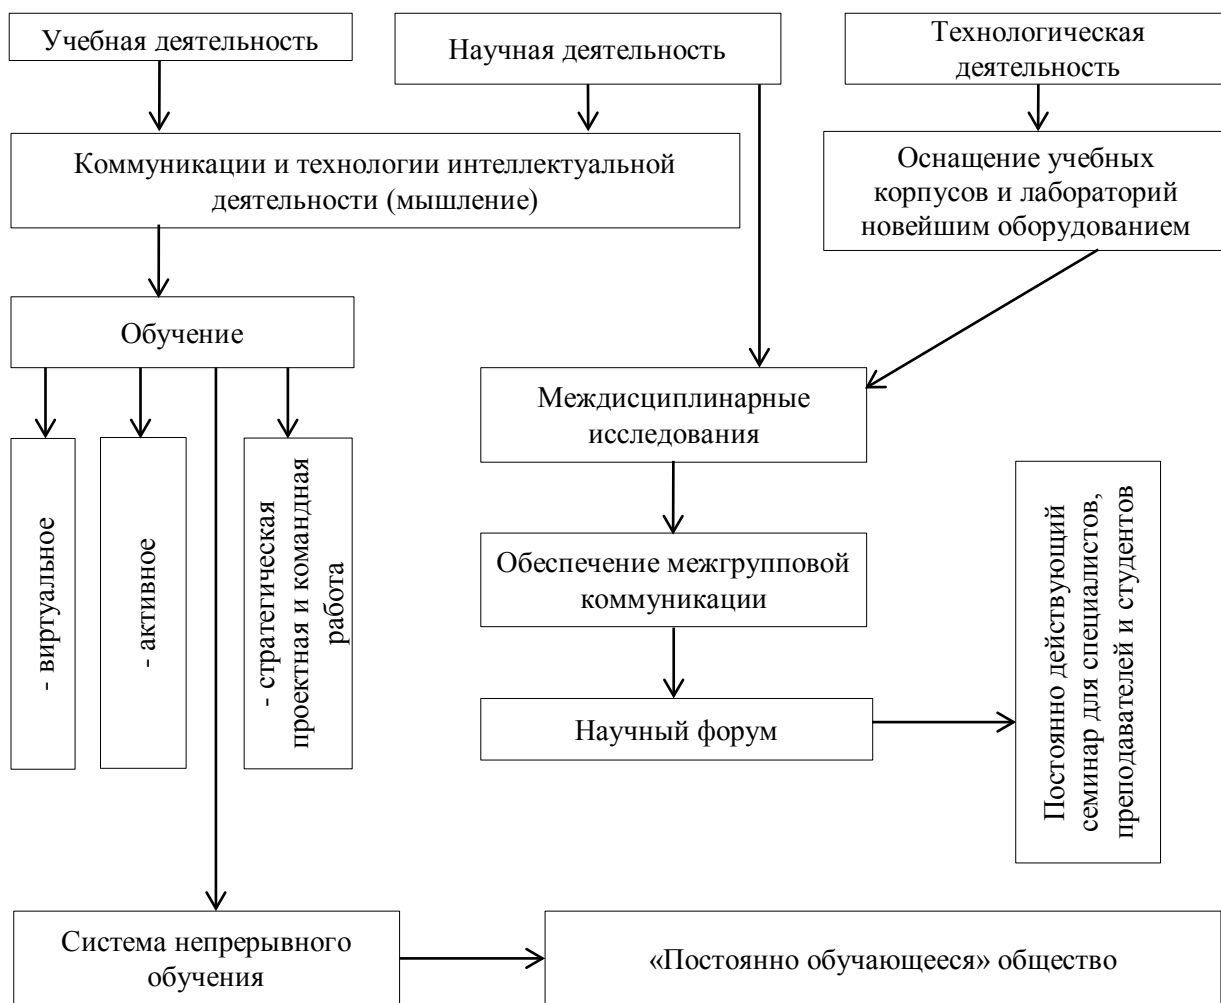 Учебная деятельность
Научная деятельность
Технологическая
деятельность
Коммуникации и технологии интеллектуальной
деятельности (мышление)
Оснащение учебных
корпусов и лабораторий
новейшим оборудованием
Обучение
Междисциплинарные
исследования
- виртуальное
- активное
- стратегическая
проектная и командная
работа
Обеспечение межгрупповой
коммуникации
Научный форум
Постоянно действующий
семинар для специалистов,
преподавателей и студентов
Система непрерывного
обучения
«Постоянно обучающееся» общество